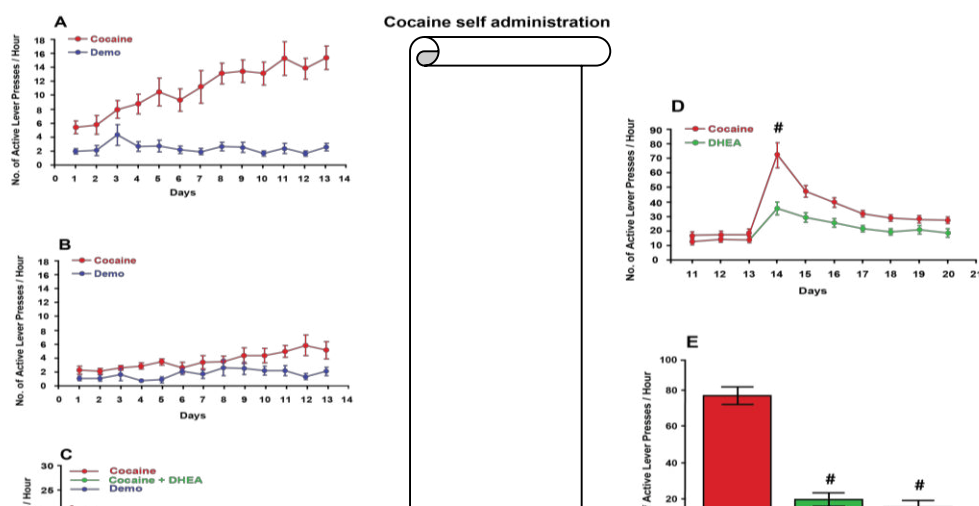 Cocaine self administration
A
Cocaine
Demo
No. of Active Lever Presses / Hour
18
16
14
12
10
8
6
4
2
0
0 1 2 3 4 5 6 7 8 9 10 11 12 13 14
Days
B
Cocaine
Demo
No. of Active Lever Presses / Hour
18
16
14
12
10
8
6
4
2
0
0 1 2 3 4 5 6 7 8 9 10 11 12 13 14
Days
C
Cocaine
Cocaine + DHEA
Demo
/ Hour
30
25
D
#
Cocaine
DHEA
No. of Active Lever Presses / Hour
90
80
70
60
50
40
30
20
10
0
11 12 13 14 15 16 17 18 19 20
Days
E
Active Lever Presses / Hour
100
80
60
40
20
# #